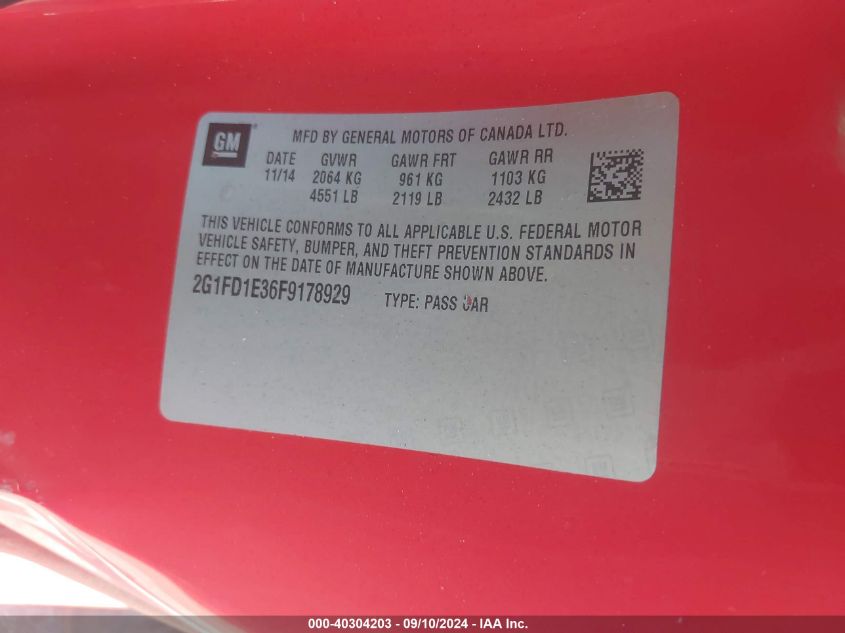 GM
MFD BY GENERAL MOTORS OF CANADA LTD.
DATE GVWR GAWR FRT GAWR RR
11/14 2064 KG 961 KG 1103 KG
4551 LB 2119 LB 2432 LB
THIS VEHICLE CONFORMS TO ALL APPLICABLE U.S. FEDERAL MOTOR
VEHICLE SAFETY, BUMPER, AND THEFT PREVENTION STANDARDS IN
EFFECT ON THE DATE OF MANUFACTURE SHOWN ABOVE.
2G1FD1E36F9178929 TYPE: PASS CAR
000-40304203 - 09/10/2024 - IAA Inc.